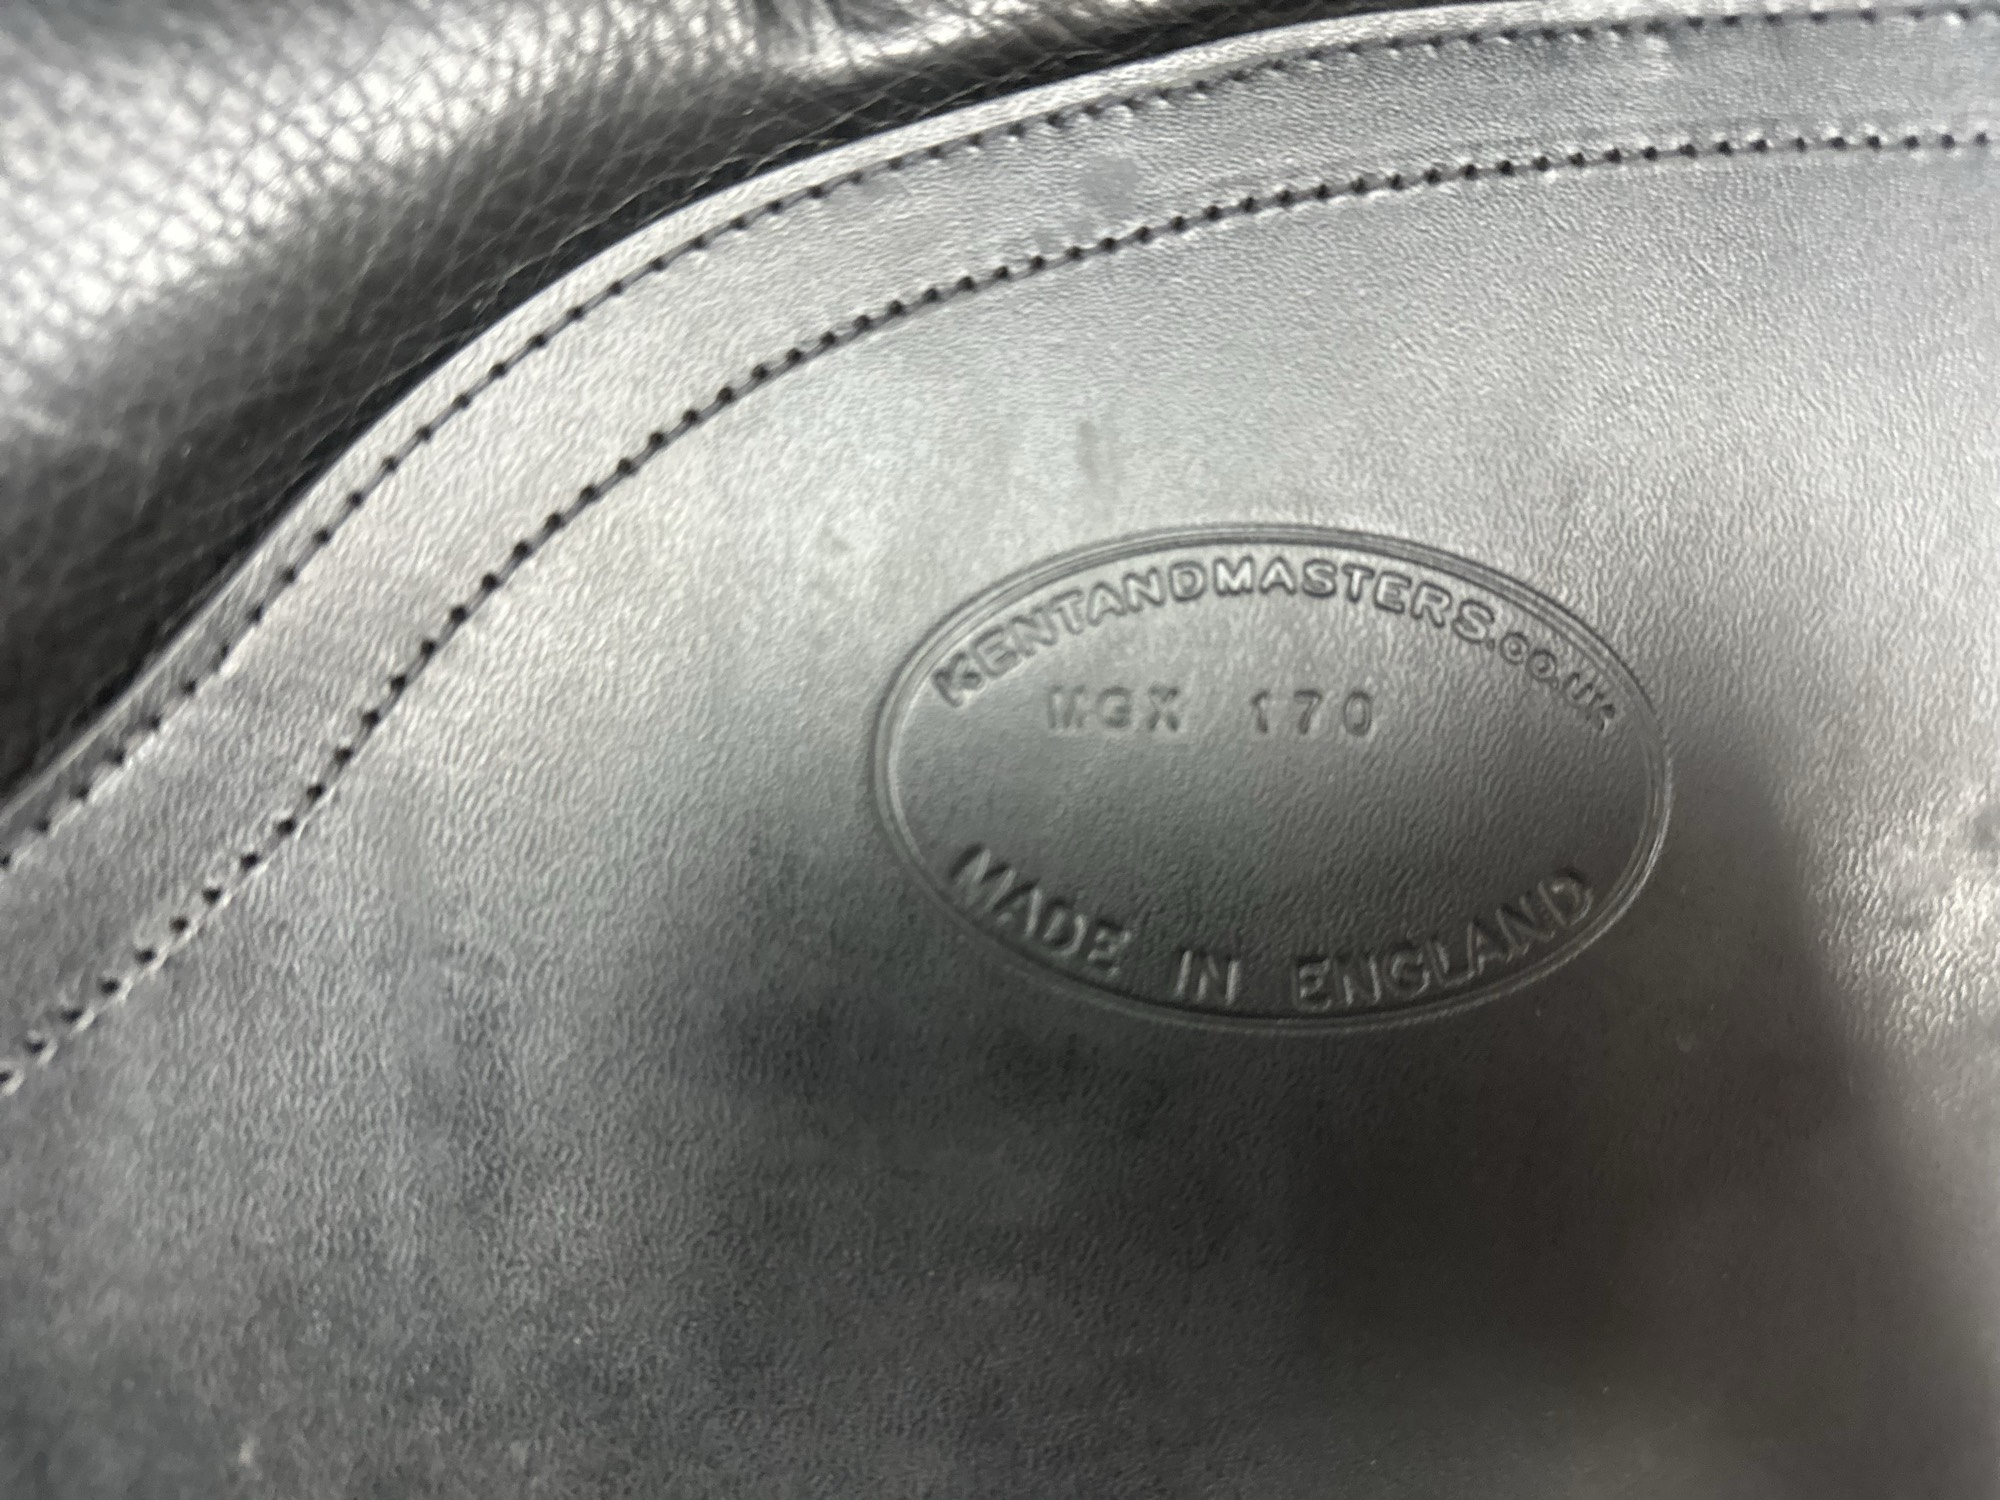 KENTANDMASTERS.CO.UK
MGX 170
MADE IN ENGLAND